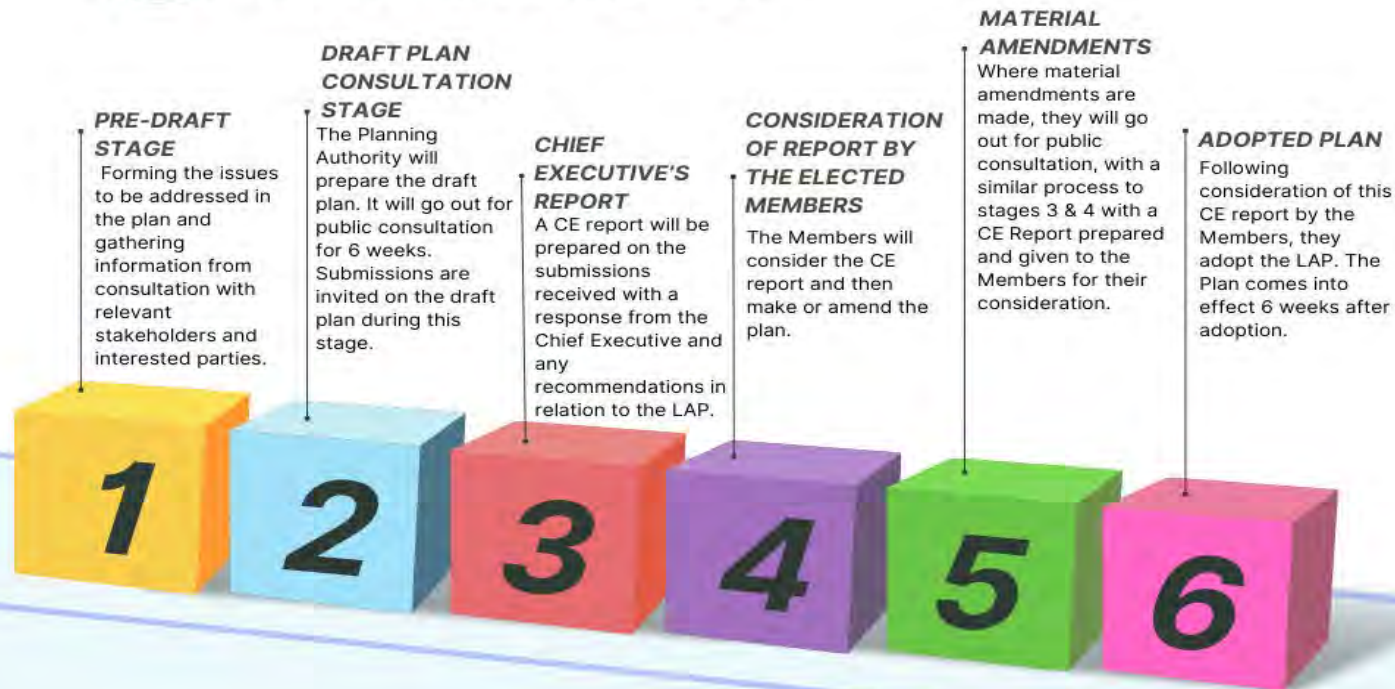 PRE-DRAFT
STAGE
Forming the issues
to be addressed in
the plan and
gathering
information from
consultation with
relevant
stakeholders and
interested parties.
DRAFT PLAN
CONSULTATION
STAGE
The Planning
Authority will
prepare the draft
plan. It will go out for
public consultation
for 6 weeks.
Submissions are
invited on the draft
plan during this
stage.
CHIEF
EXECUTIVE'S
REPORT
A CE report will be
prepared on the
submissions
received with a
response from the
Chief Executive and
any
recommendations in
relation to the LAP.
CONSIDERATION
OF REPORT BY
THE ELECTED
MEMBERS
The Members will
consider the CE
report and then
make or amend the
plan.
MATERIAL
AMENDMENTS
Where material
amendments are
made, they will go
out for public
consultation, with a
similar process to
stages 3 & 4 with a
CE Report prepared
and given to the
Members for their
consideration.
ADOPTED PLAN
Following
consideration of this
CE report by the
Members, they
adopt the LAP. The
Plan comes into
effect 6 weeks after
adoption.
1
2
3
4
5
6